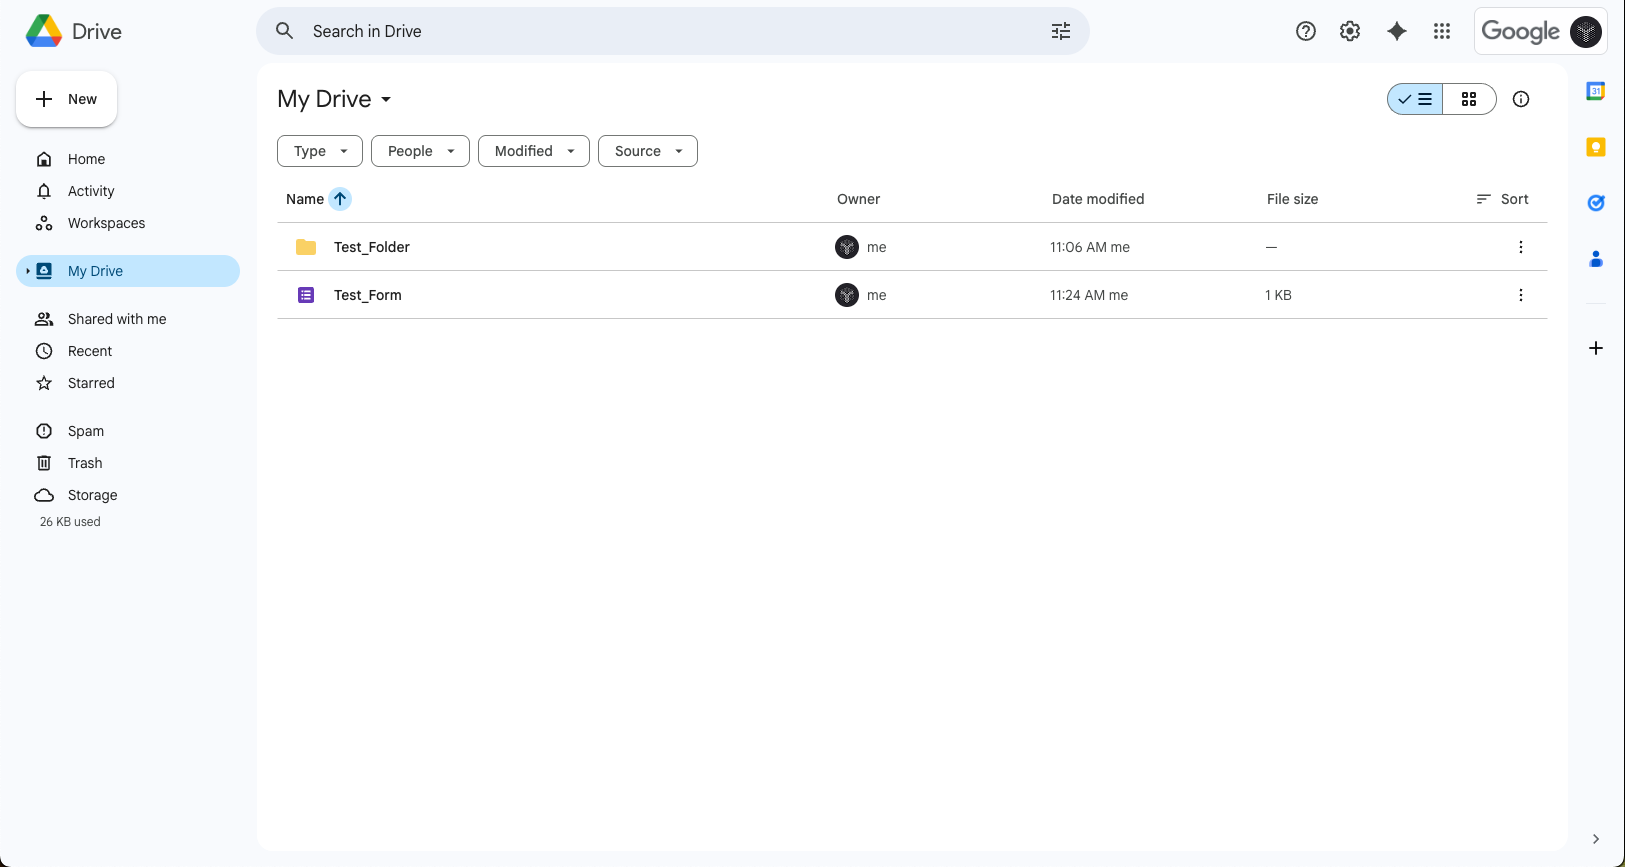 Drive
Search in Drive
Google
New
Home
Activity
Workspaces
My Drive
Shared with me
Recent
Starred
Spam
Trash
Storage
26 KB used
My Drive
Type
People
Modified
Source
Name
Owner
Date modified
File size
Sort
Test_Folder
me
11:06 AM me
—
Test_Form
me
11:24 AM me
1 KB
31